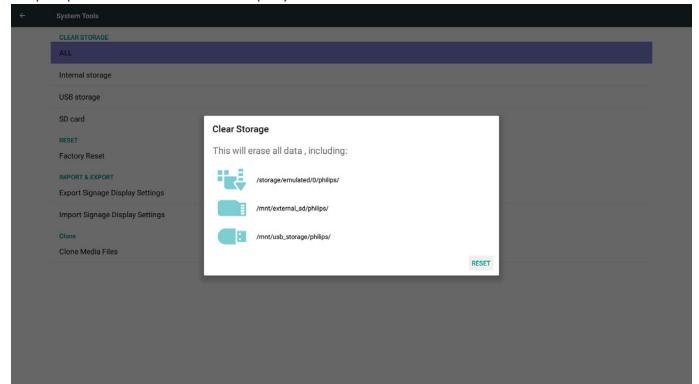 System Tools
CLEAR STORAGE
ALL
Internal storage
USB storage
SD card
RESET
Factory Reset
IMPORT & EXPORT
Export Signage Display Settings
Import Signage Display Settings
Clone
Clone Media Files
Clear Storage
This will erase all data , including:
/storage/emulated/0/philips/
/mnt/external_sd/philips/
/mnt/usb_storage/philips/
RESET